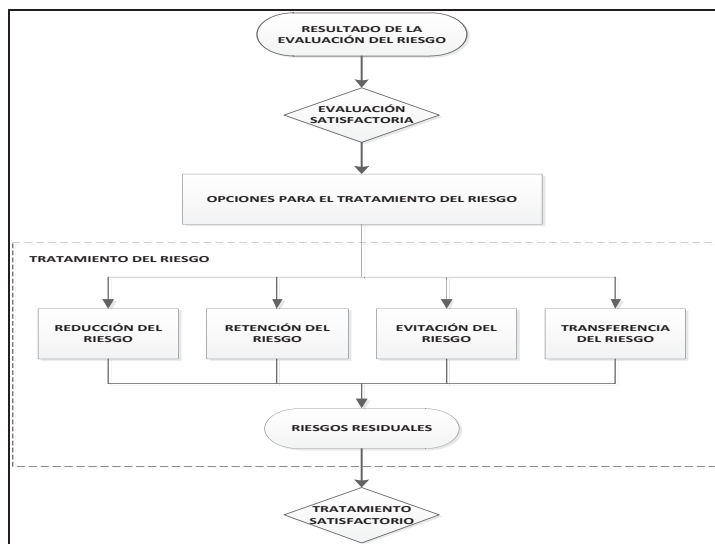 RESULTADO DE LA
EVALUACIÓN DEL RIESGO
EVALUACIÓN
SATISFACTORIA
OPCIONES PARA EL TRATAMIENTO DEL RIESGO
TRATAMIENTO DEL RIESGO
REDUCCIÓN DEL
RIESGO
RETENCIÓN DEL
RIESGO
EVITACIÓN DEL
RIESGO
TRANSFERENCIA
DEL RIESGO
RIESGOS RESIDUALES
TRATAMIENTO
SATISFACTORIO